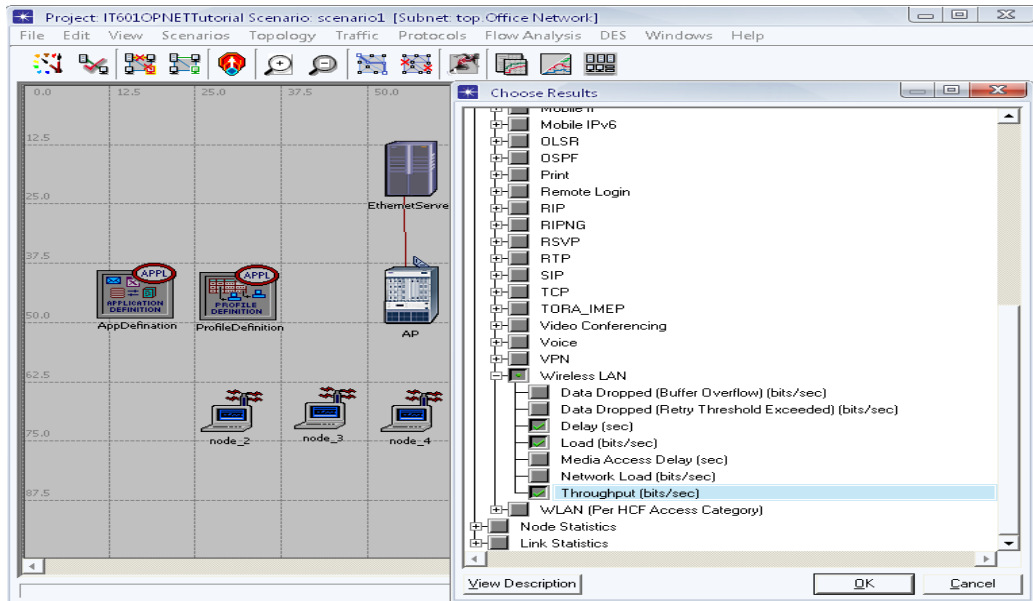 Project: IT601OPNETTutorial Scenario: scenario1 [Subnet: top.Office Network]
File Edit View Scenarios Topology Traffic Protocols Flow Analysis DES Windows Help
0.0 12.5 25.0 37.5 50.0
12.5
25.0
37.5
50.0
62.5
75.0
87.5
EthernetServe
APPL
APPLICATION
DEFINITION
AppDefination
APPL
PROFILE
DEFINITION
ProfileDefinition
AP
node_2
node_3
node_4
Choose Results
Mobile IPv6
OLSR
OSPF
Print
Remote Login
RIP
RIPNG
RSVP
RTP
SIP
TCP
TORA_IMEP
Video Conferencing
Voice
VPN
Wireless LAN
Data Dropped (Buffer Overflow) (bits/sec)
Data Dropped (Retry Threshold Exceeded) (bits/sec)
Delay (sec)
Load (bits/sec)
Media Access Delay (sec)
Network Load (bits/sec)
Throughput (bits/sec)
WLAN (Per HCF Access Category)
Node Statistics
Link Statistics
View Description
OK
Cancel